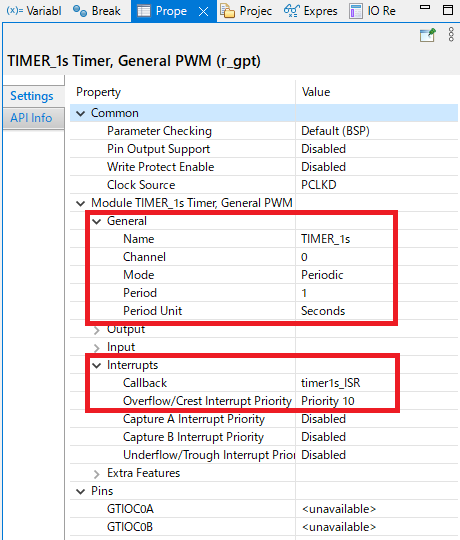 (x)= Variabl Break Prope Projec Expres IO Re
TIMER_1s Timer, General PWM (r_gpt)
Settings
API Info
Property Value
Common
Parameter Checking Default (BSP)
Pin Output Support Disabled
Write Protect Enable Disabled
Clock Source PCLKD
Module TIMER_1s Timer, General PWM
General
Name TIMER_1s
Channel 0
Mode Periodic
Period 1
Period Unit Seconds
Output
Input
Interrupts
Callback timer1s_ISR
Overflow/Crest Interrupt Priority Priority 10
Capture A Interrupt Priority Disabled
Capture B Interrupt Priority Disabled
Underflow/Trough Interrupt Prior Disabled
Extra Features
Pins
GTIOC0A <unavailable>
GTIOC0B <unavailable>